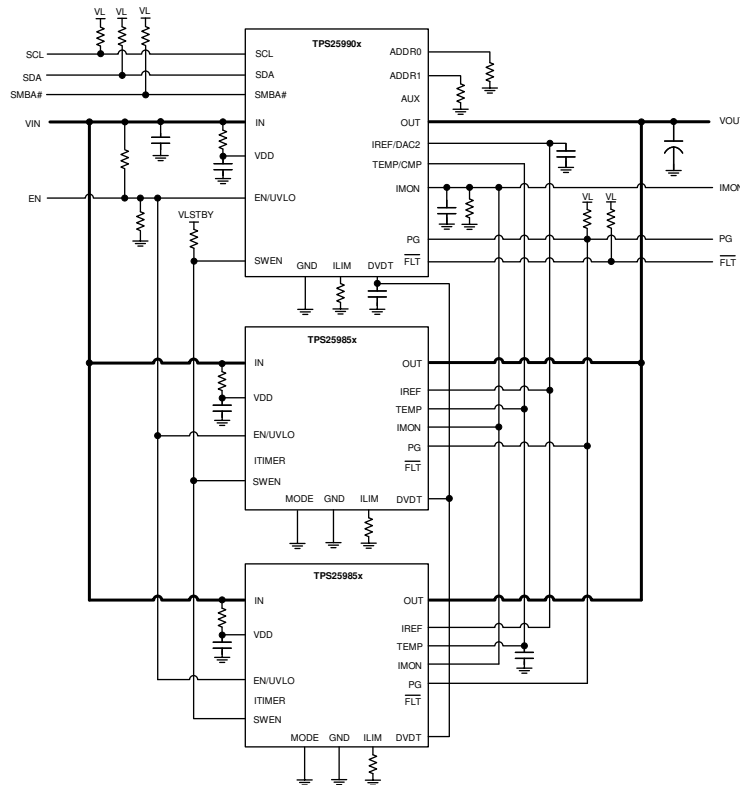 VL
VL
VL
TPS25990x
SCL
SCL
ADDR0
SDA
SDA
ADDR1
SMBA#
SMBA#
AUX
VIN
IN
OUT
VOUT
IREF/DAC2
VDD
TEMP/CMP
EN
EN/UVLO
IMON
IMON
VL
VL
VLSTBY
PG
PG
SWEN
GND
ILIM
DVDT
FLT
FLT
TPS25985x
IN
OUT
VDD
IREF
TEMP
EN/UVLO
IMON
PG
ITIMER
FLT
SWEN
MODE
GND
ILIM
DVDT
TPS25985x
IN
OUT
VDD
IREF
TEMP
IMON
EN/UVLO
PG
ITIMER
FLT
SWEN
MODE
GND
ILIM
DVDT